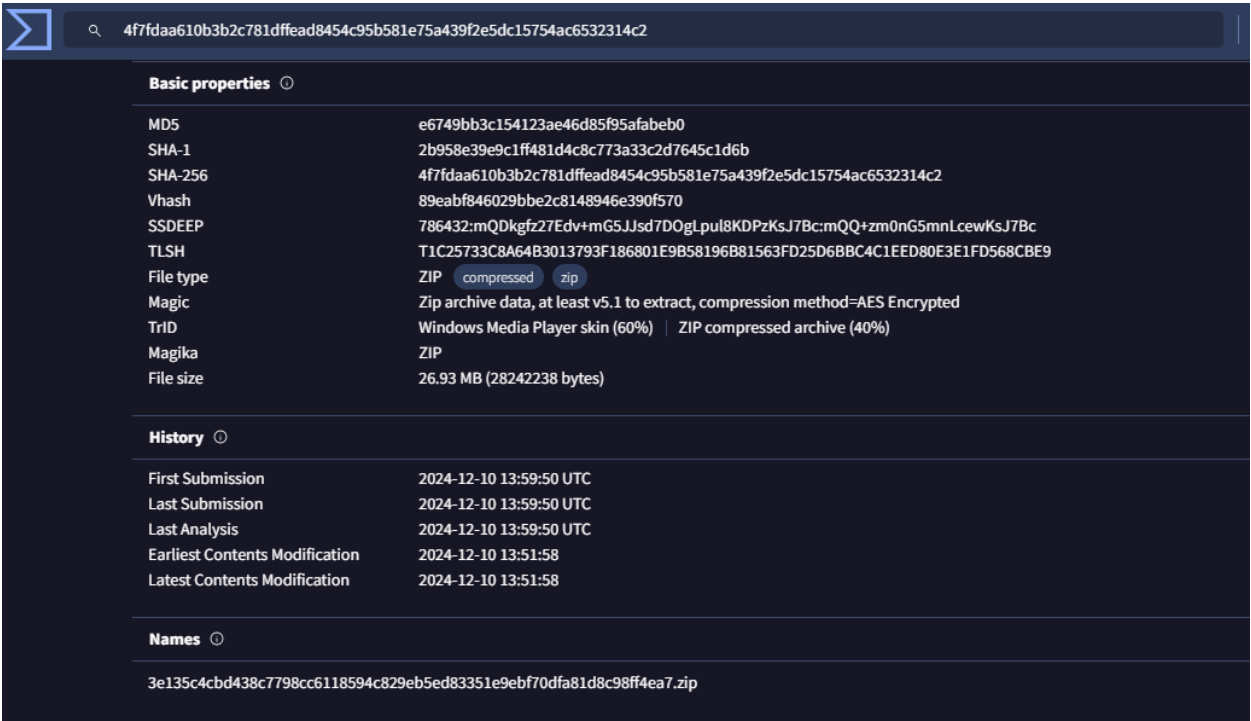 4f7fdaa610b3b2c781dffead8454c95b581e75a439f2e5dc15754ac6532314c2
Basic properties
MD5 e6749bb3c154123ae46d85f95afabeb0
SHA-1 2b958e39e9c1ff481d4c8c773a33c2d7645c1d6b
SHA-256 4f7fdaa610b3b2c781dffead8454c95b581e75a439f2e5dc15754ac6532314c2
Vhash 89eabf846029bbe2c8148946e390f570
SSDEEP 786432:mQDkgfz27Edv+mG5JJsd7DOgLpul8KDPzKsJ7Bc:mQQ+zm0nG5mnLcewKsJ7Bc
TLSH T1C25733C8A64B3013793F186801E9B58196B81563FD25D6BBC4C1EED80E3E1FD568CBE9
File type ZIP compressed zip
Magic Zip archive data, at least v5.1 to extract, compression method=AES Encrypted
TrID Windows Media Player skin (60%) | ZIP compressed archive (40%)
Magika ZIP
File size 26.93 MB (28242238 bytes)
History
First Submission 2024-12-10 13:59:50 UTC
Last Submission 2024-12-10 13:59:50 UTC
Last Analysis 2024-12-10 13:59:50 UTC
Earliest Contents Modification 2024-12-10 13:51:58
Latest Contents Modification 2024-12-10 13:51:58
Names
3e135c4cbd438c7798cc6118594c829eb5ed83351e9ebf70dfa81d8c98ff4ea7.zip